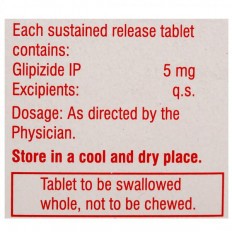 Each sustained release tablet
contains:
Glipizide IP 5 mg
Excipients: q.s.
Dosage: As directed by the
Physician.
Store in a cool and dry place.
Tablet to be swallowed
whole, not to be chewed.